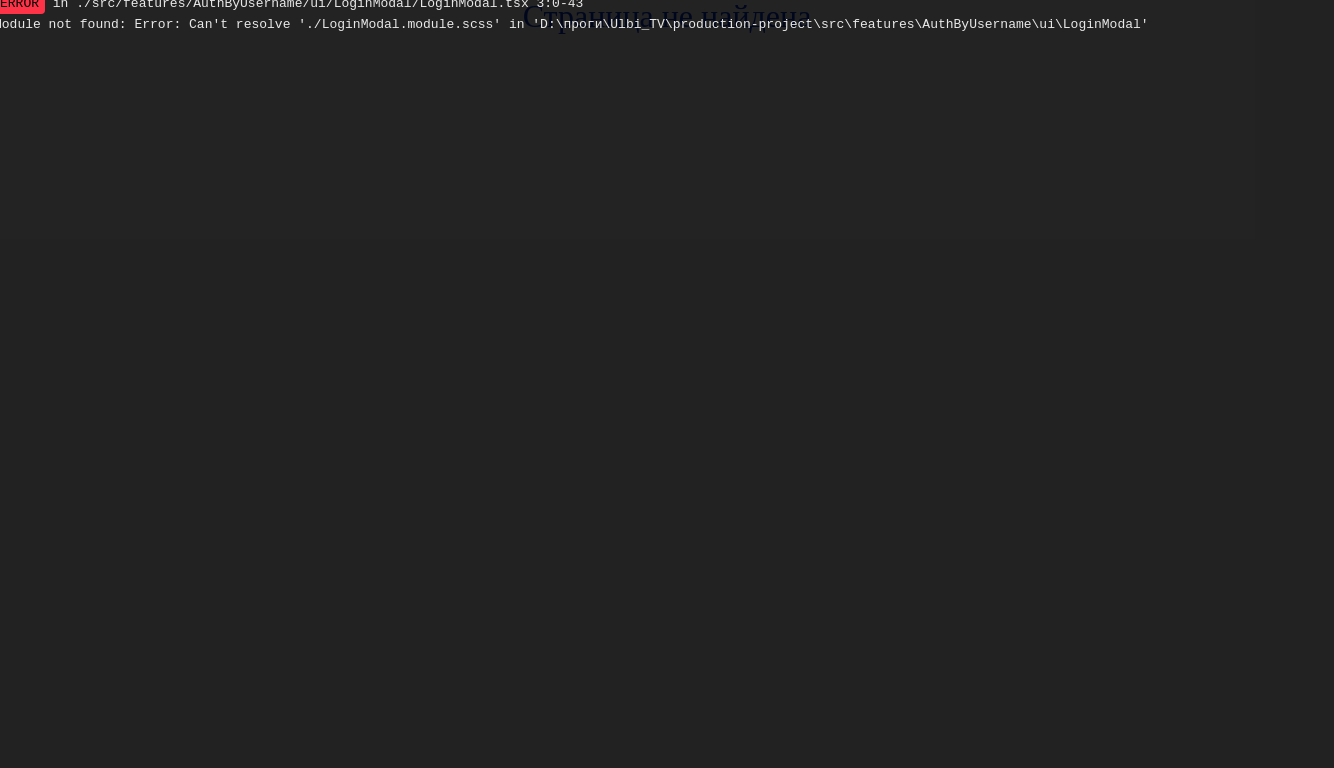 ERROR in ./src/features/AuthByUsername/ui/LoginModal/LoginModal.tsx 3:0-43
Страница не найдена
Module not found: Error: Can't resolve './LoginModal.module.scss' in 'D:\проги\Ulbi_TV\production-project\src\features\AuthByUsername\ui\LoginModal'